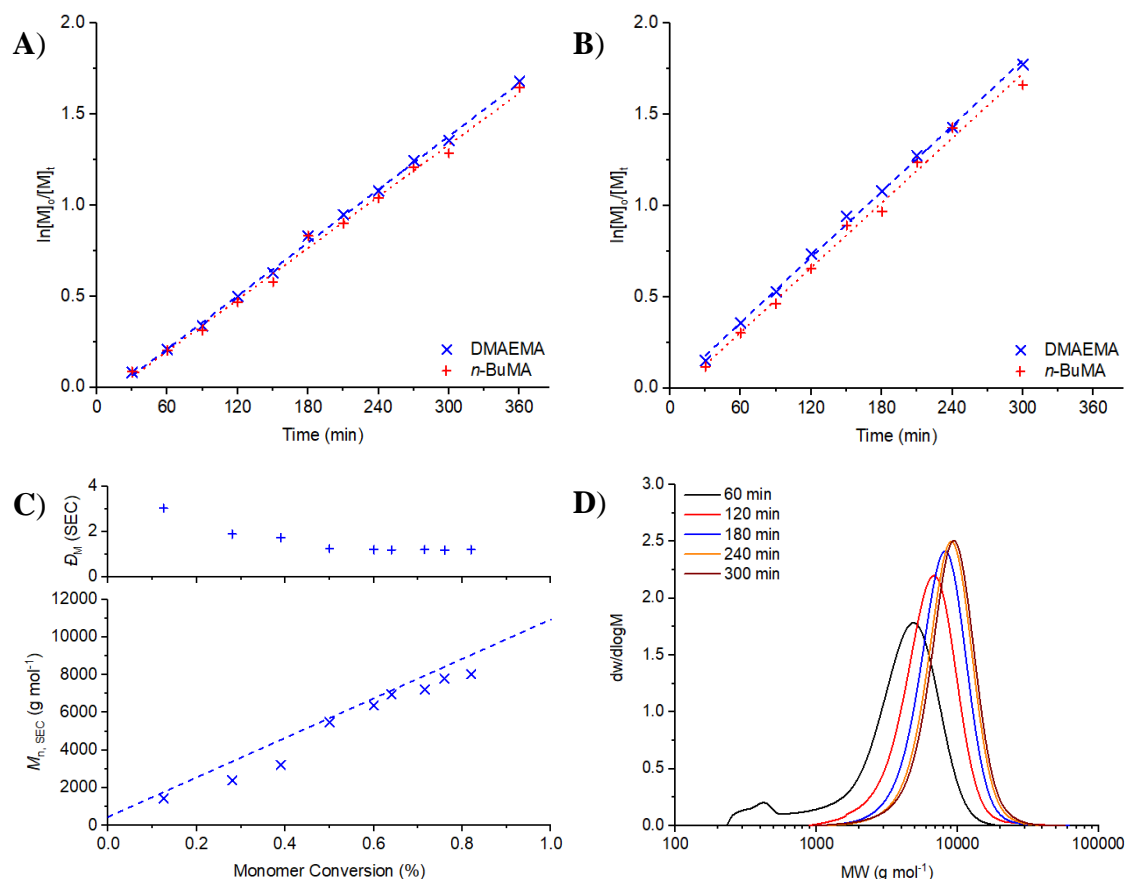 A)
ln[M]₀/[M]ₜ
2.0
1.5
1.0
0.5
0.0
DMAEMA
n-BuMA
0 60 120 180 240 300 360
Time (min)
B)
ln[M]₀/[M]ₜ
2.0
1.5
1.0
0.5
0.0
DMAEMA
n-BuMA
0 60 120 180 240 300 360
Time (min)
C)
Đ_M (SEC)
4
2
0
M_n, SEC (g mol⁻¹)
12000
10000
8000
6000
4000
2000
0
0.0 0.2 0.4 0.6 0.8 1.0
Monomer Conversion (%)
D)
dw/dlogM
3.0
2.5
2.0
1.5
1.0
0.5
0.0
60 min
120 min
180 min
240 min
300 min
100 1000 10000 100000
MW (g mol⁻¹)